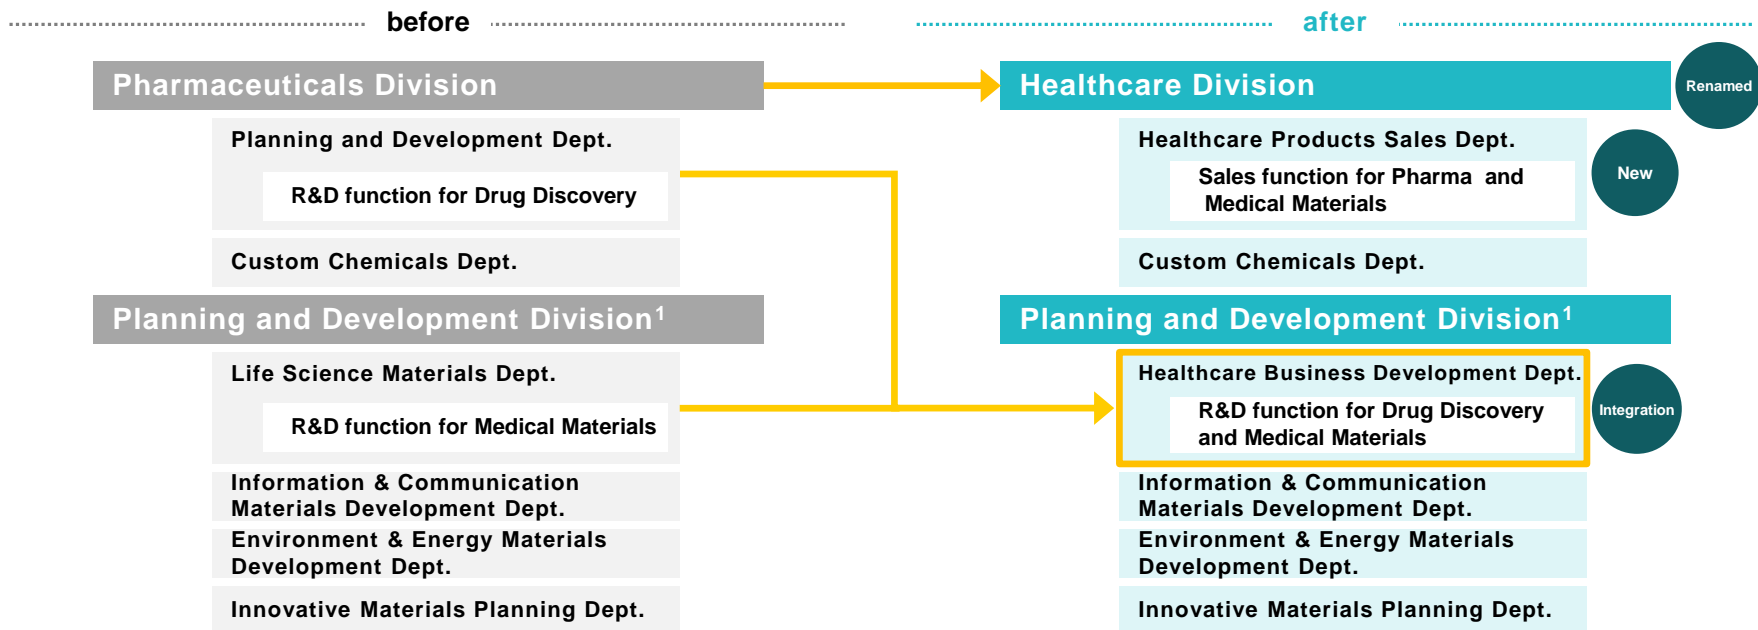 before
after
Pharmaceuticals Division
Healthcare Division
Renamed
Planning and Development Dept.
R&D function for Drug Discovery
Healthcare Products Sales Dept.
Sales function for Pharma and
Medical Materials
New
Custom Chemicals Dept.
Custom Chemicals Dept.
Planning and Development Division¹
Planning and Development Division¹
Life Science Materials Dept.
R&D function for Medical Materials
Healthcare Business Development Dept.
R&D function for Drug Discovery
and Medical Materials
Integration
Information & Communication
Materials Development Dept.
Information & Communication
Materials Development Dept.
Environment & Energy Materials
Development Dept.
Environment & Energy Materials
Development Dept.
Innovative Materials Planning Dept.
Innovative Materials Planning Dept.